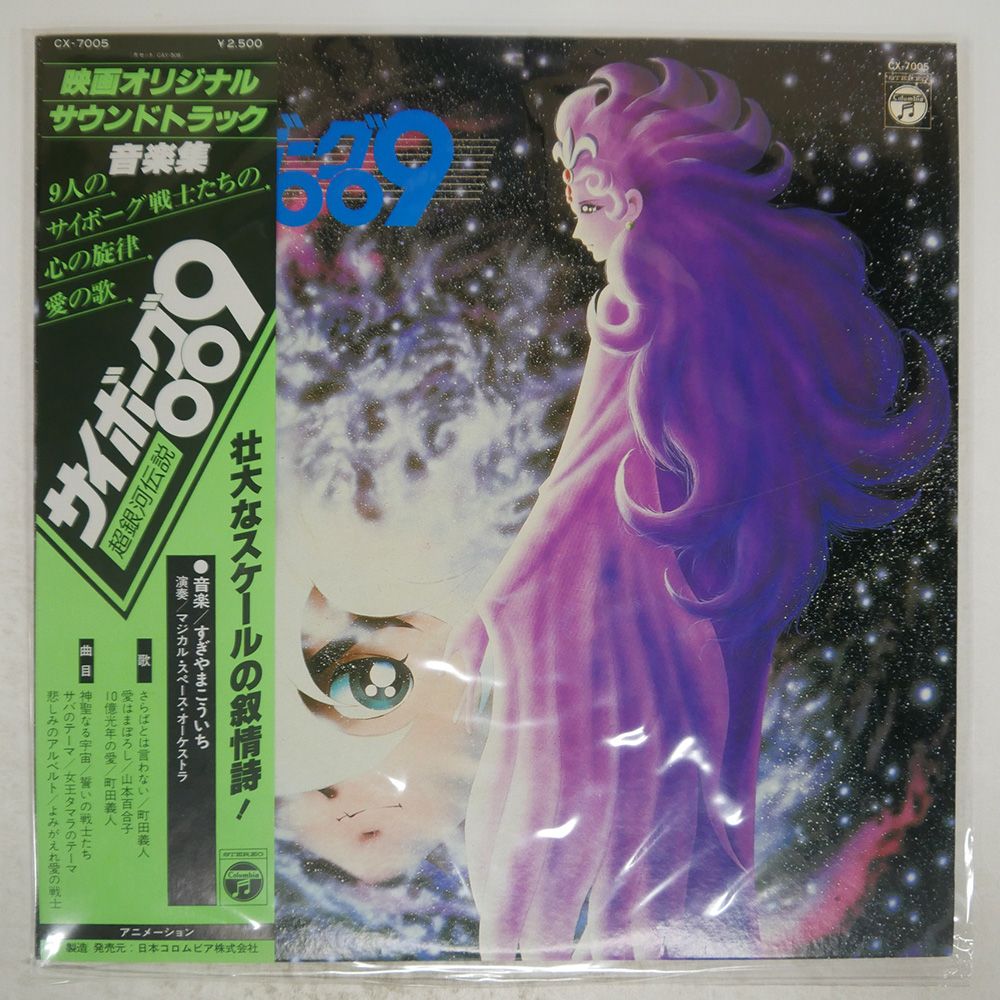 CX-7005
¥2,500
映画オリジナル
サウンドトラック
音楽集
9人の、
サイボーグ戦士たちの、
心の旋律、
愛の歌、
サイボーグ009
超銀河伝説
壮大なスケールの叙情詩!
●音楽/すぎやまこういち
演奏/マジカル・スペース・オーケストラ
歌
さらばとは言わない/町田義人
愛はまぼろし/山本百合子
10億光年の愛/町田義人
曲目
神聖なる宇宙/誓いの戦士たち
サバのテーマ/女王タマラのテーマ
悲しみのアルベルト/よみがえれ愛の戦士
STEREO
Columbia
アニメーション
製造 発売元:日本コロムビア株式会社
ボーグ
009
CX-7005
STEREO
Columbia